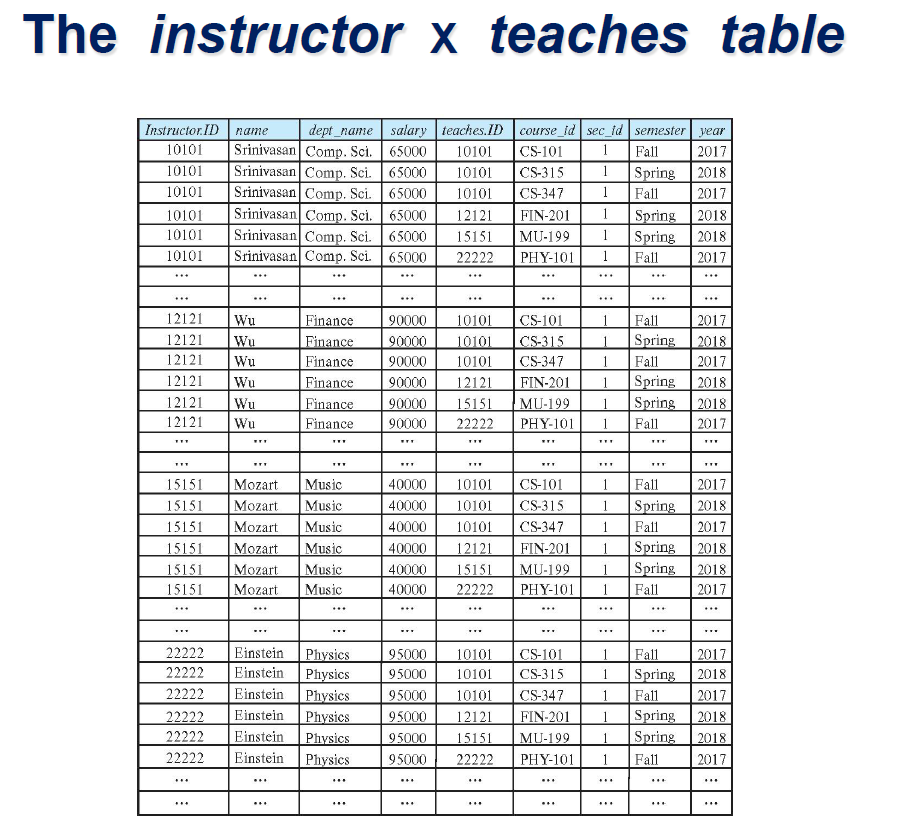 The instructor x teaches table
Instructor.ID name dept_name salary teaches.ID course_id sec_id semester year
10101 Srinivasan Comp. Sci. 65000 10101 CS-101 1 Fall 2017
10101 Srinivasan Comp. Sci. 65000 10101 CS-315 1 Spring 2018
10101 Srinivasan Comp. Sci. 65000 10101 CS-347 1 Fall 2017
10101 Srinivasan Comp. Sci. 65000 12121 FIN-201 1 Spring 2018
10101 Srinivasan Comp. Sci. 65000 15151 MU-199 1 Spring 2018
10101 Srinivasan Comp. Sci. 65000 22222 PHY-101 1 Fall 2017
... ... ... ... ... ... ... ... ...
... ... ... ... ... ... ... ... ...
12121 Wu Finance 90000 10101 CS-101 1 Fall 2017
12121 Wu Finance 90000 10101 CS-315 1 Spring 2018
12121 Wu Finance 90000 10101 CS-347 1 Fall 2017
12121 Wu Finance 90000 12121 FIN-201 1 Spring 2018
12121 Wu Finance 90000 15151 MU-199 1 Spring 2018
12121 Wu Finance 90000 22222 PHY-101 1 Fall 2017
... ... ... ... ... ... ... ... ...
... ... ... ... ... ... ... ... ...
15151 Mozart Music 40000 10101 CS-101 1 Fall 2017
15151 Mozart Music 40000 10101 CS-315 1 Spring 2018
15151 Mozart Music 40000 10101 CS-347 1 Fall 2017
15151 Mozart Music 40000 12121 FIN-201 1 Spring 2018
15151 Mozart Music 40000 15151 MU-199 1 Spring 2018
15151 Mozart Music 40000 22222 PHY-101 1 Fall 2017
... ... ... ... ... ... ... ... ...
... ... ... ... ... ... ... ... ...
22222 Einstein Physics 95000 10101 CS-101 1 Fall 2017
22222 Einstein Physics 95000 10101 CS-315 1 Spring 2018
22222 Einstein Physics 95000 10101 CS-347 1 Fall 2017
22222 Einstein Physics 95000 12121 FIN-201 1 Spring 2018
22222 Einstein Physics 95000 15151 MU-199 1 Spring 2018
22222 Einstein Physics 95000 22222 PHY-101 1 Fall 2017
... ... ... ... ... ... ... ... ...
... ... ... ... ... ... ... ... ...